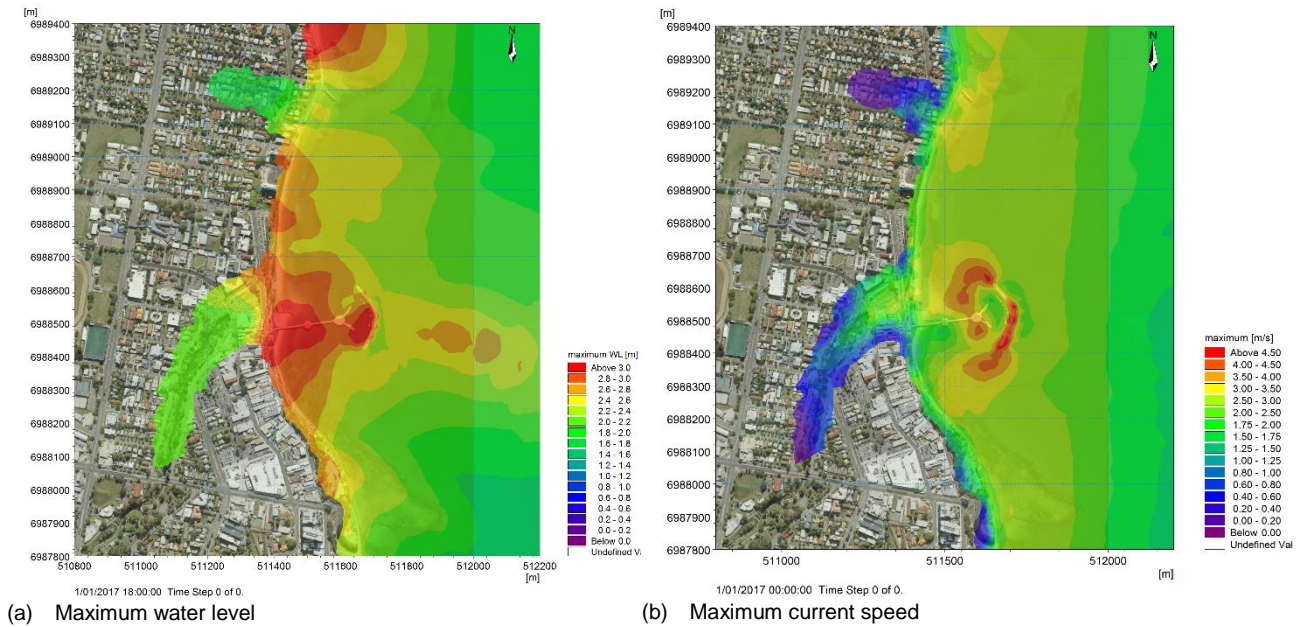 [m]
6989400
6989300
6989200
6989100
6989000
6988900
6988800
6988700
6988600
6988500
6988400
6988300
6988200
6988100
6988000
6987900
6987800
510800 511000 511200 511400 511600 511800 512000 512200
[m]
N
maximum WL [m]
Above 3.0
2.8 - 3.0
2.6 - 2.8
2.4 - 2.6
2.2 - 2.4
2.0 - 2.2
1.8 - 2.0
1.6 - 1.8
1.4 - 1.6
1.2 - 1.4
1.0 - 1.2
0.8 - 1.0
0.6 - 0.8
0.4 - 0.6
0.2 - 0.4
0.0 - 0.2
Below 0.0
Undefined Val
1/01/2017 18:00:00 Time Step 0 of 0.
(a) Maximum water level
[m]
6989400
6989300
6989200
6989100
6989000
6988900
6988800
6988700
6988600
6988500
6988400
6988300
6988200
6988100
6988000
6987900
6987800
511000 511500 512000
[m]
N
maximum [m/s]
Above 4.50
4.00 - 4.50
3.50 - 4.00
3.00 - 3.50
2.50 - 3.00
2.00 - 2.50
1.75 - 2.00
1.50 - 1.75
1.25 - 1.50
1.00 - 1.25
0.80 - 1.00
0.60 - 0.80
0.40 - 0.60
0.20 - 0.40
0.00 - 0.20
Below 0.00
Undefined Val
1/01/2017 00:00:00 Time Step 0 of 0.
(b) Maximum current speed